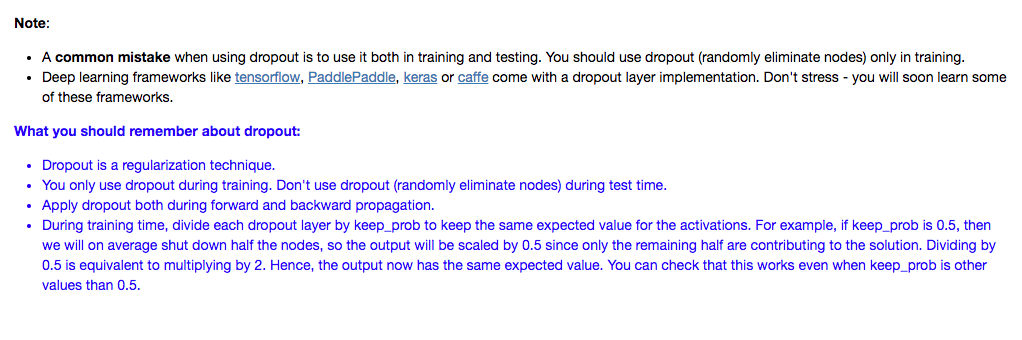 Note:
• A common mistake when using dropout is to use it both in training and testing. You should use dropout (randomly eliminate nodes) only in training.
• Deep learning frameworks like tensorflow, PaddlePaddle, keras or caffe come with a dropout layer implementation. Don't stress - you will soon learn some
of these frameworks.
What you should remember about dropout:
• Dropout is a regularization technique.
• You only use dropout during training. Don't use dropout (randomly eliminate nodes) during test time.
• Apply dropout both during forward and backward propagation.
• During training time, divide each dropout layer by keep_prob to keep the same expected value for the activations. For example, if keep_prob is 0.5, then
we will on average shut down half the nodes, so the output will be scaled by 0.5 since only the remaining half are contributing to the solution. Dividing by
0.5 is equivalent to multiplying by 2. Hence, the output now has the same expected value. You can check that this works even when keep_prob is other
values than 0.5.